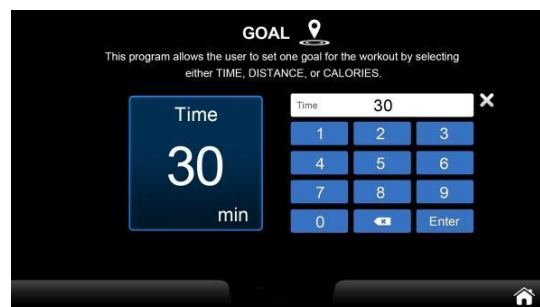 GOAL
This program allows the user to set one goal for the workout by selecting
either TIME, DISTANCE, or CALORIES.
Time
30
min
Time 30
1 2 3
4 5 6
7 8 9
0 Enter